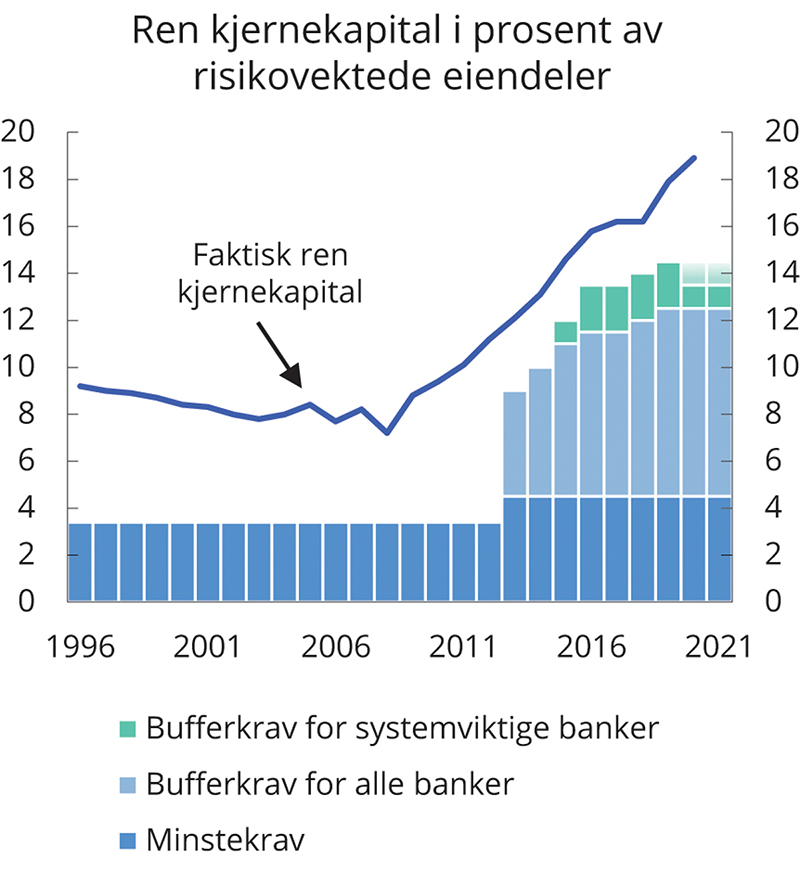 Ren kjernekapital i prosent av
risikovektede eiendeler
20 20
18 18
16 16
Faktisk ren
kjernekapital
14 14
12 12
10 10
8 8
6 6
4 4
2 2
0 0
1996 2001 2006 2011 2016 2021
Bufferkrav for systemviktige banker
Bufferkrav for alle banker
Minstekrav